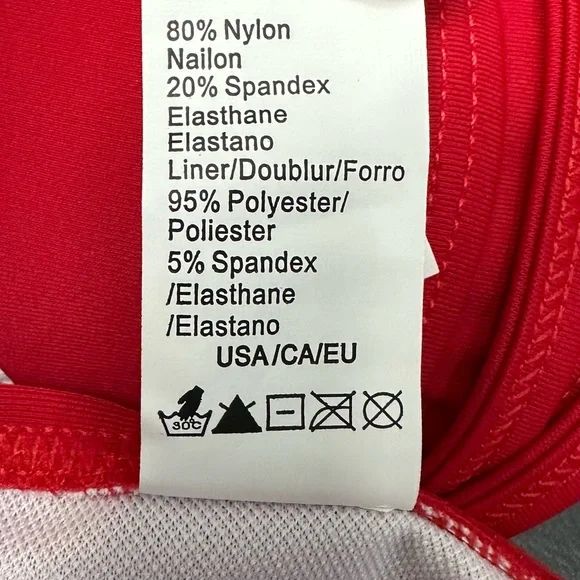 80% Nylon
Nailon
20% Spandex
Elasthane
Elastano
Liner/Doublur/Forro
95% Polyester/
Poliester
5% Spandex
/Elasthane
/Elastano
USA/CA/EU
30C